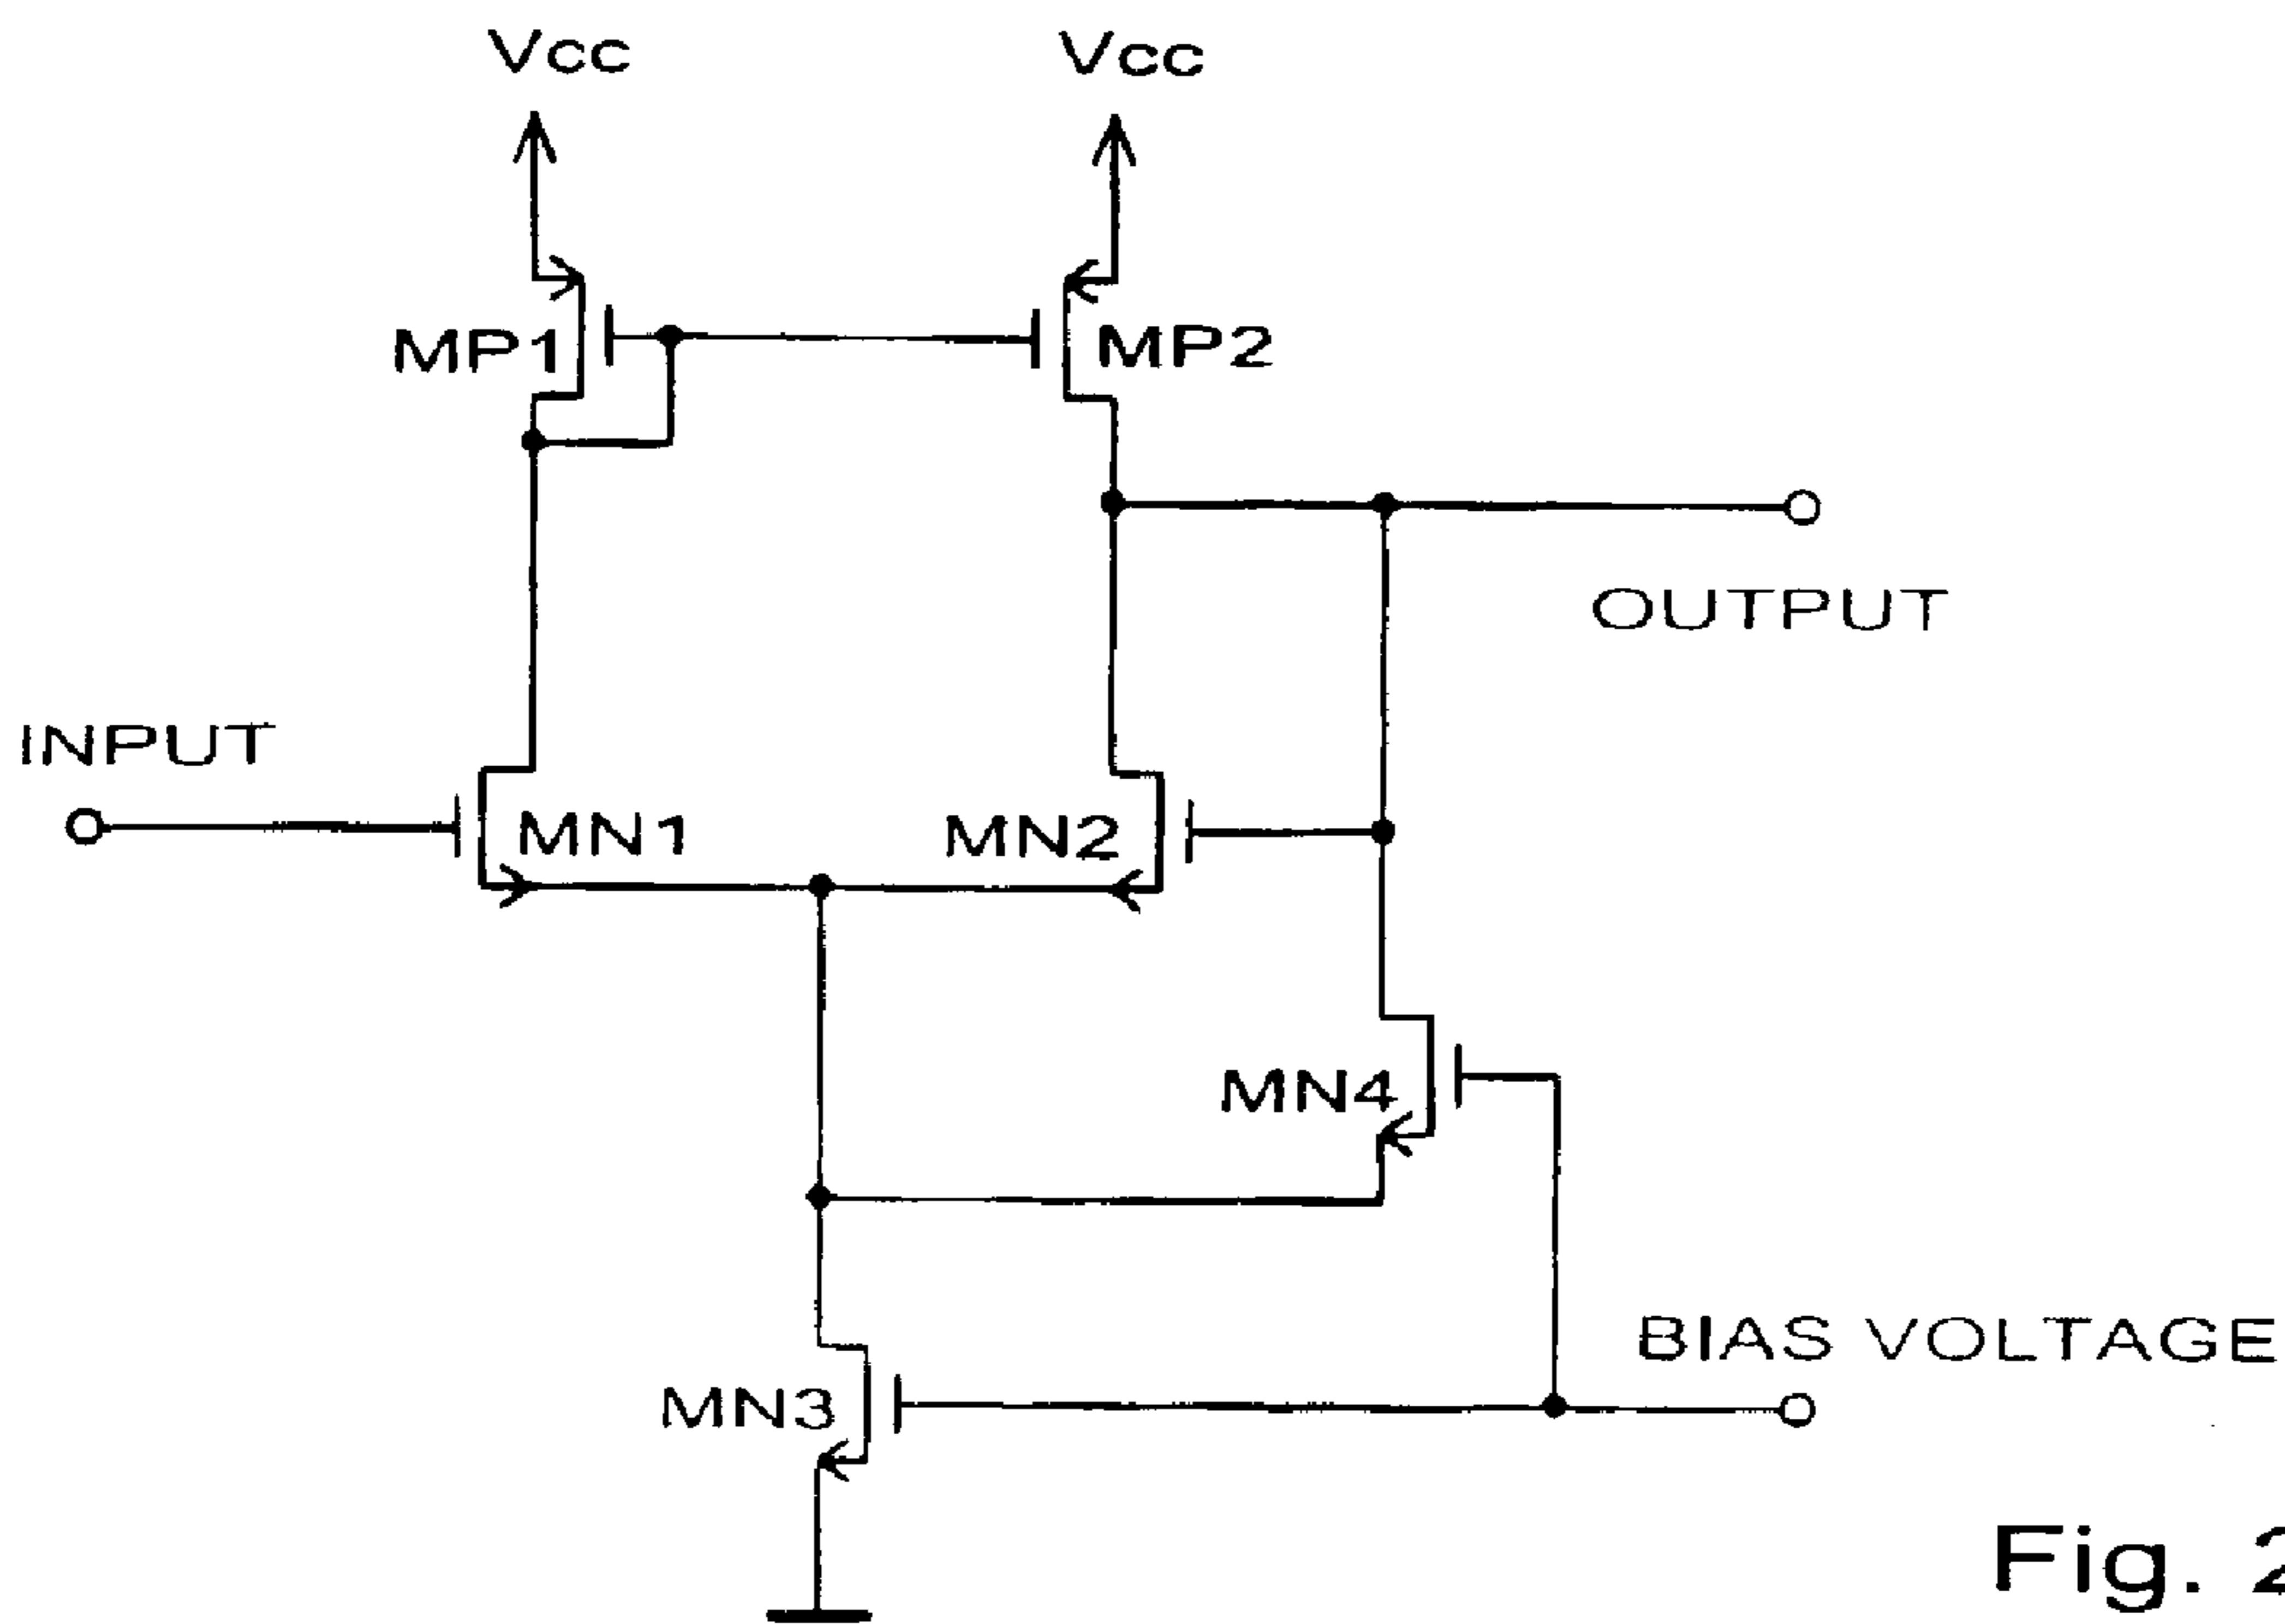 Vcc
Vcc
MP1
MP2
OUTPUT
INPUT
MN1
MN2
MN4
BIAS VOLTAGE
MN3
Fig. 2